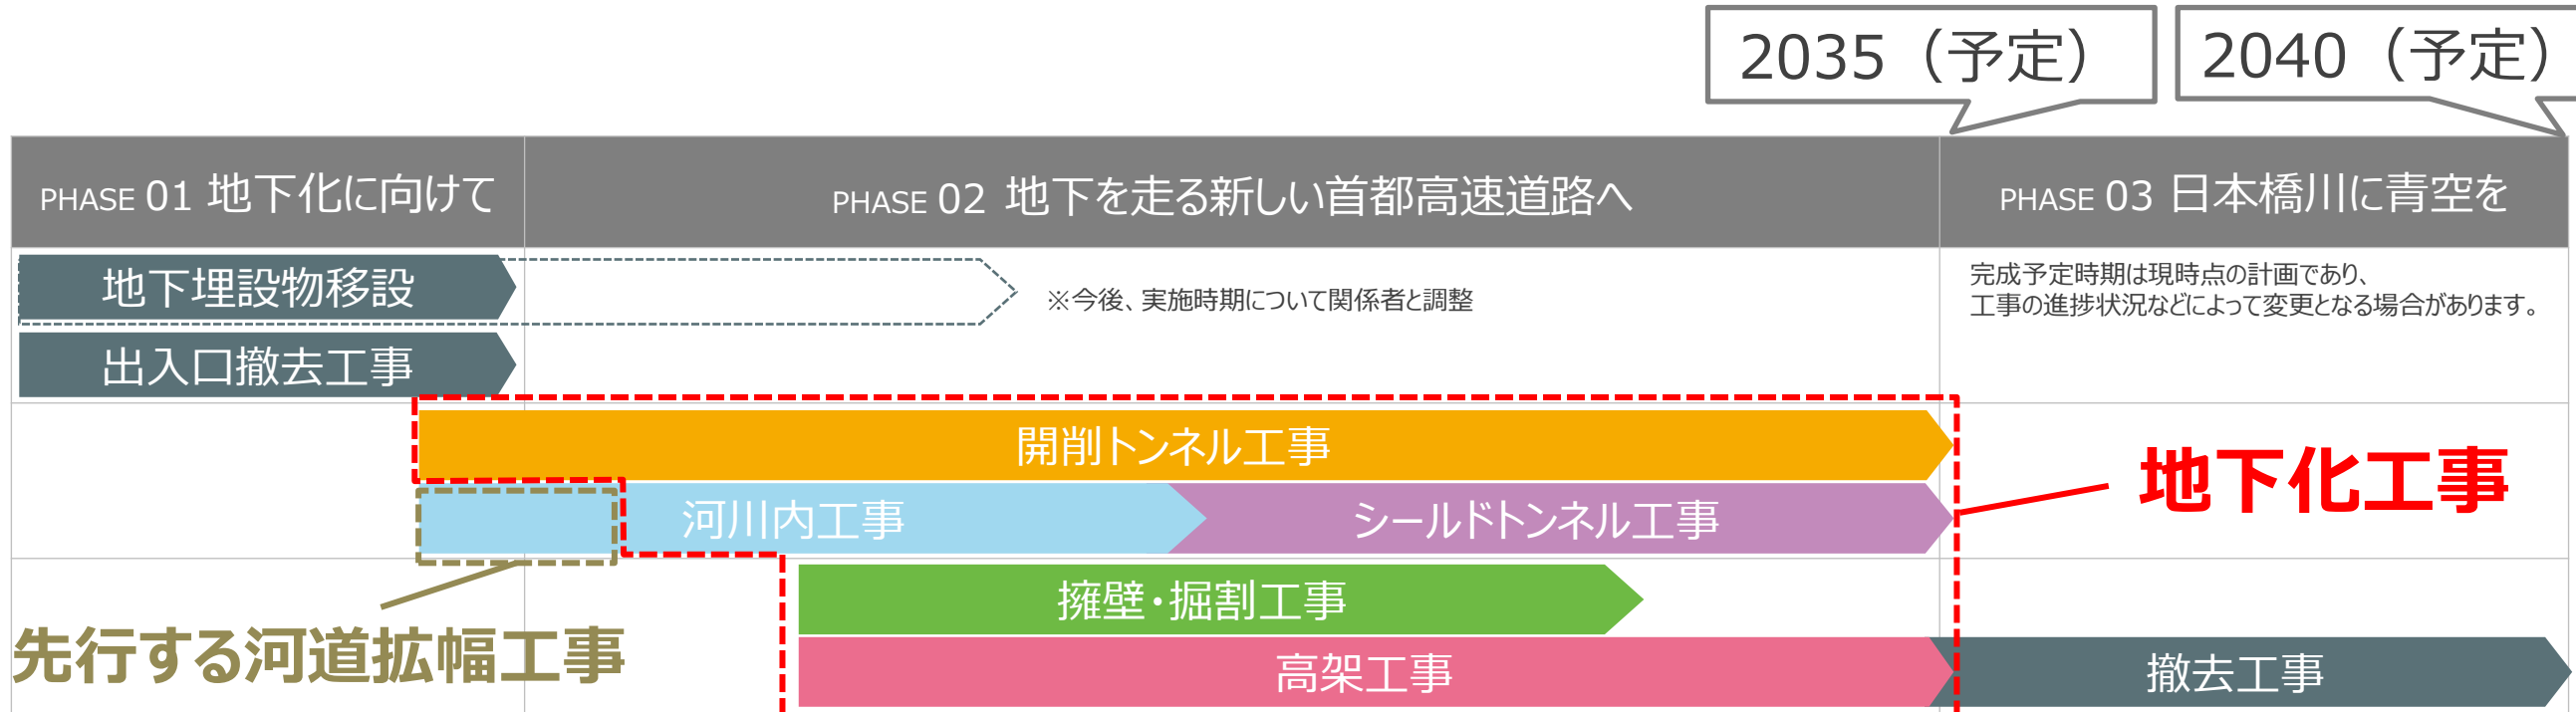 2035（予定）
2040（予定）
PHASE 01 地下化に向けて
PHASE 02 地下を走る新しい首都高速道路へ
PHASE 03 日本橋川に青空を
地下埋設物移設
※今後、実施時期について関係者と調整
完成予定時期は現時点の計画であり、
工事の進捗状況などによって変更となる場合があります。
出入口撤去工事
開削トンネル工事
地下化工事
河川内工事
シールドトンネル工事
擁壁・掘割工事
先行する河道拡幅工事
高架工事
撤去工事